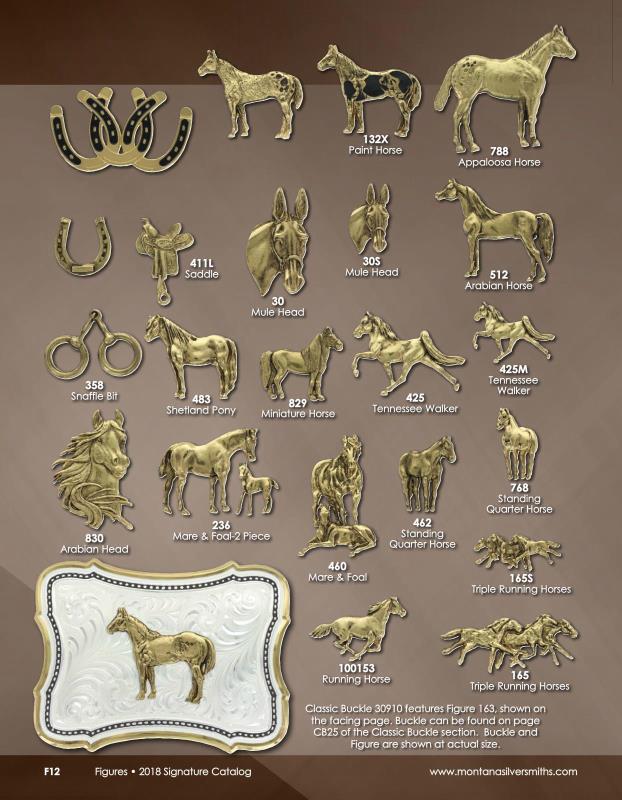 132X
Paint Horse
788
Appaloosa Horse
411L
Saddle
30
Mule Head
30S
Mule Head
512
Arabian Horse
358
Snaffle Bit
483
Shetland Pony
829
Miniature Horse
425
Tennessee Walker
425M
Tennessee
Walker
830
Arabian Head
236
Mare & Foal-2 Piece
460
Mare & Foal
462
Standing
Quarter Horse
768
Standing
Quarter Horse
165S
Triple Running Horses
100153
Running Horse
165
Triple Running Horses
Classic Buckle 30910 features Figure 163, shown on
the facing page. Buckle can be found on page
CB25 of the Classic Buckle section. Buckle and
Figure are shown at actual size.
F12 Figures • 2018 Signature Catalog www.montanasilversmiths.com